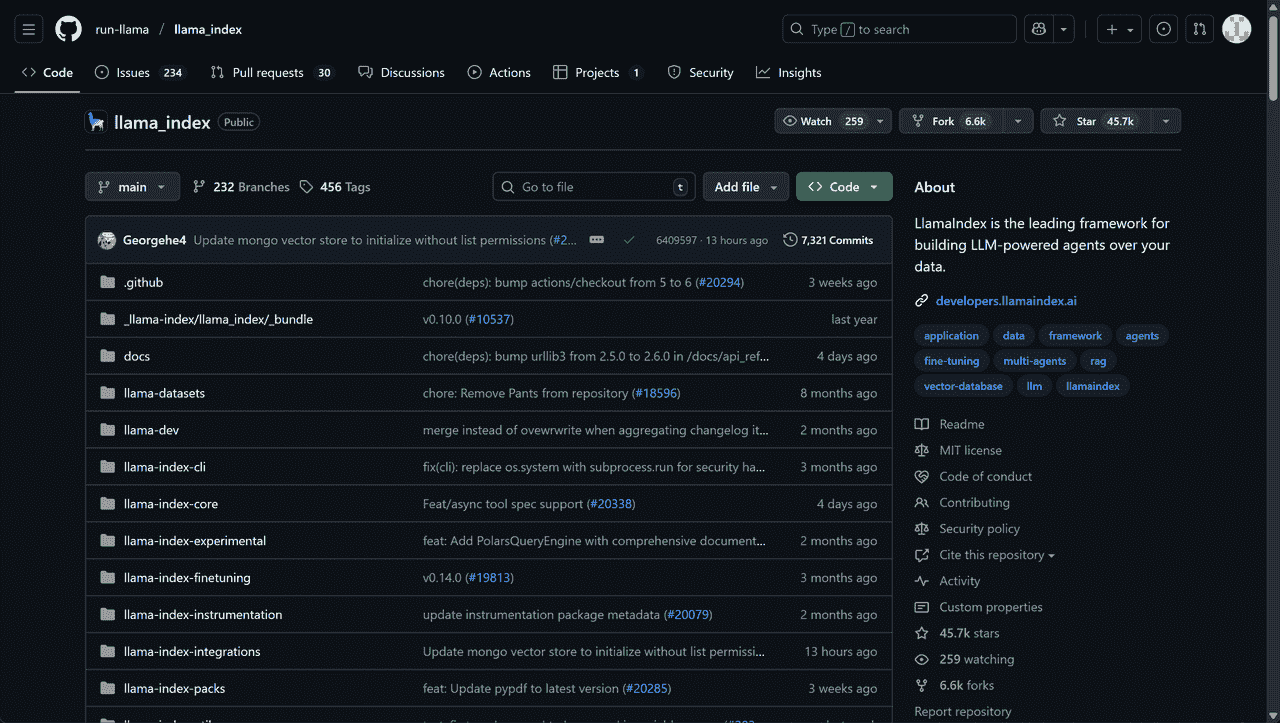 run-llama / llama_index
Type / to search
Code Issues 234 Pull requests 30 Discussions Actions Projects 1 Security Insights
llama_index Public
Watch 259 Fork 6.6k Star 45.7k
main 232 Branches 456 Tags Go to file t Add file Code
Georgehe4 Update mongo vector store to initialize without list permissions (#2... 6409597 · 13 hours ago 7,321 Commits
.github chore(deps): bump actions/checkout from 5 to 6 (#20294) 3 weeks ago
_llama-index/llama_index/_bundle v0.10.0 (#10537) last year
docs chore(deps): bump urllib3 from 2.5.0 to 2.6.0 in /docs/api_ref... 4 days ago
llama-datasets chore: Remove Pants from repository (#18596) 8 months ago
llama-dev merge instead of ovewrwrite when aggregating changelog it... 2 months ago
llama-index-cli fix(cli): replace os.system with subprocess.run for security ha... 3 months ago
llama-index-core Feat/async tool spec support (#20338) 4 days ago
llama-index-experimental feat: Add PolarsQueryEngine with comprehensive document... 2 months ago
llama-index-finetuning v0.14.0 (#19813) 3 months ago
llama-index-instrumentation update instrumentation package metadata (#20079) 2 months ago
llama-index-integrations Update mongo vector store to initialize without list permissi... 13 hours ago
llama-index-packs feat: Update pypdf to latest version (#20285) 3 weeks ago
About
LlamaIndex is the leading framework for
building LLM-powered agents over your
data.
developers.llamaindex.ai
application data framework agents
fine-tuning multi-agents rag
vector-database llm llamaindex
Readme
MIT license
Code of conduct
Contributing
Security policy
Cite this repository
Activity
Custom properties
45.7k stars
259 watching
6.6k forks
Report repository